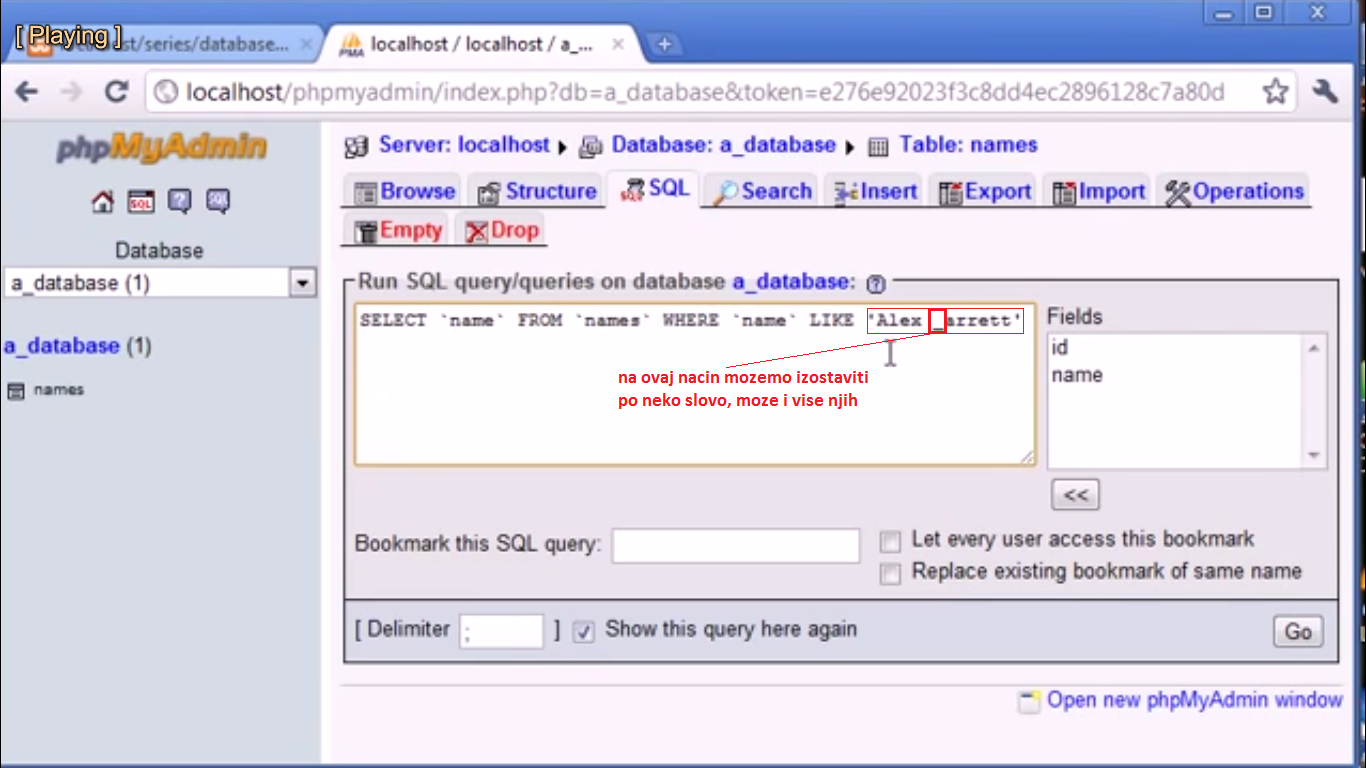 [ Playing ]
st/series/database...
localhost / localhost / a_...
localhost/phpmyadmin/index.php?db=a_database&token=e276e92023f3c8dd4ec2896128c7a80d
phpMyAdmin
Server: localhost
Database: a_database
Table: names
Browse
Structure
SQL
Search
Insert
Export
Import
Operations
Empty
Drop
SQL
Database
a_database (1)
a_database (1)
names
Run SQL query/queries on database a_database:
SELECT `name` FROM `names` WHERE `name` LIKE 'Alex _arrett'
na ovaj nacin mozemo izostaviti
po neko slovo, moze i vise njih
Fields
id
name
<<
Bookmark this SQL query:
Let every user access this bookmark
Replace existing bookmark of same name
[ Delimiter ; ] Show this query here again
Go
Open new phpMyAdmin window